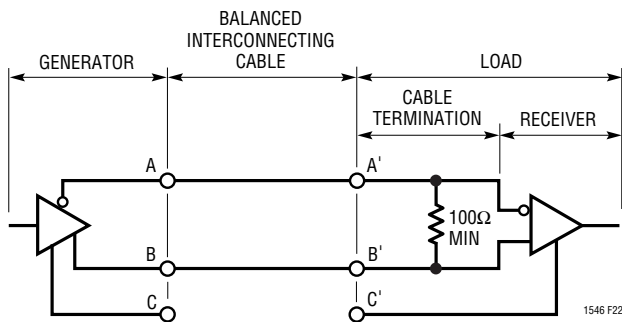 BALANCED
INTERCONNECTING
CABLE
GENERATOR
LOAD
CABLE
TERMINATION
RECEIVER
A
A'
100Ω
MIN
B
B'
C
C'
1546 F22